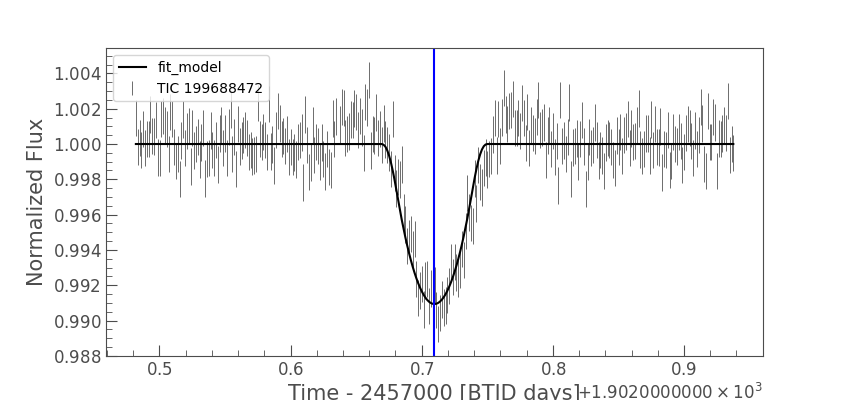 fit_model
TIC 199688472
1.004
1.002
1.000
0.998
0.996
0.994
0.992
0.990
0.988
Normalized Flux
0.5 0.6 0.7 0.8 0.9
Time - 2457000 [BTJD days]
+1.9020000000 × 10³